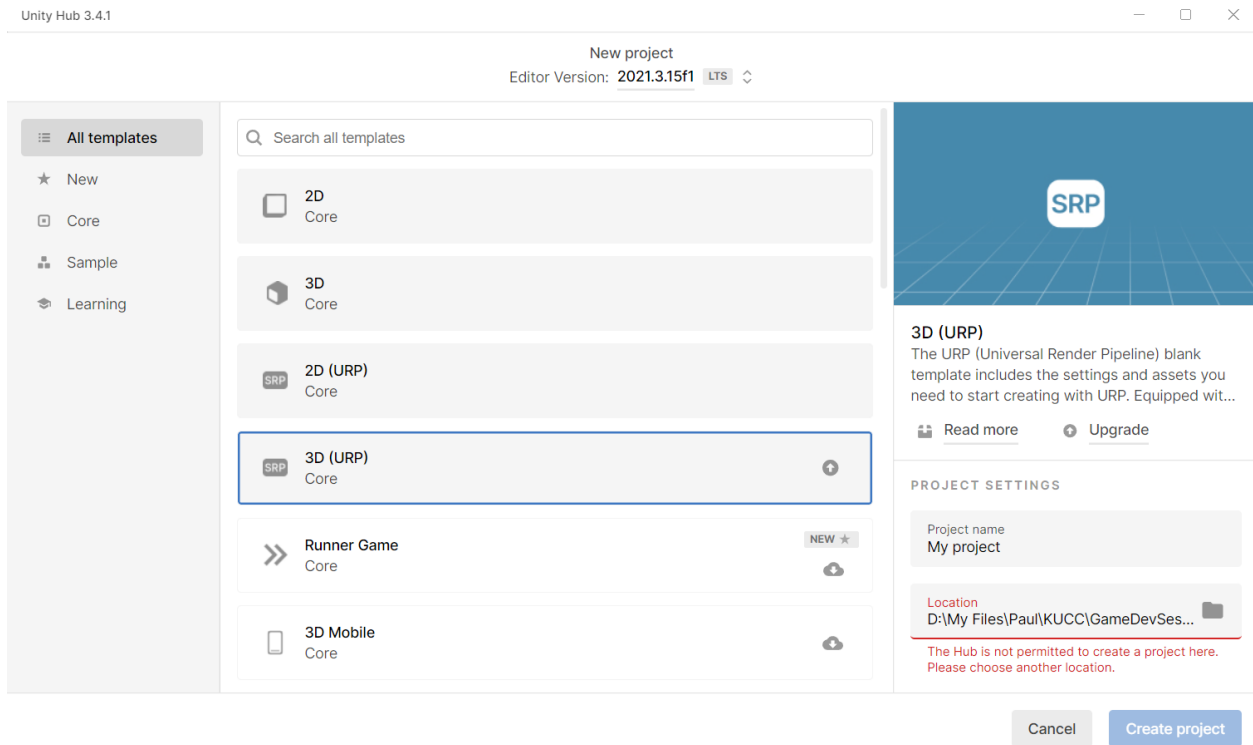 Unity Hub 3.4.1
New project
Editor Version: 2021.3.15f1 LTS
All templates
New
Core
Sample
Learning
Search all templates
2D
Core
3D
Core
SRP
2D (URP)
Core
SRP
3D (URP)
Core
Runner Game
Core
NEW
3D Mobile
Core
SRP
3D (URP)
The URP (Universal Render Pipeline) blank
template includes the settings and assets you
need to start creating with URP. Equipped wit...
Read more Upgrade
PROJECT SETTINGS
Project name
My project
Location
D:\My Files\Paul\KUCC\GameDevSes...
The Hub is not permitted to create a project here.
Please choose another location.
Cancel Create project